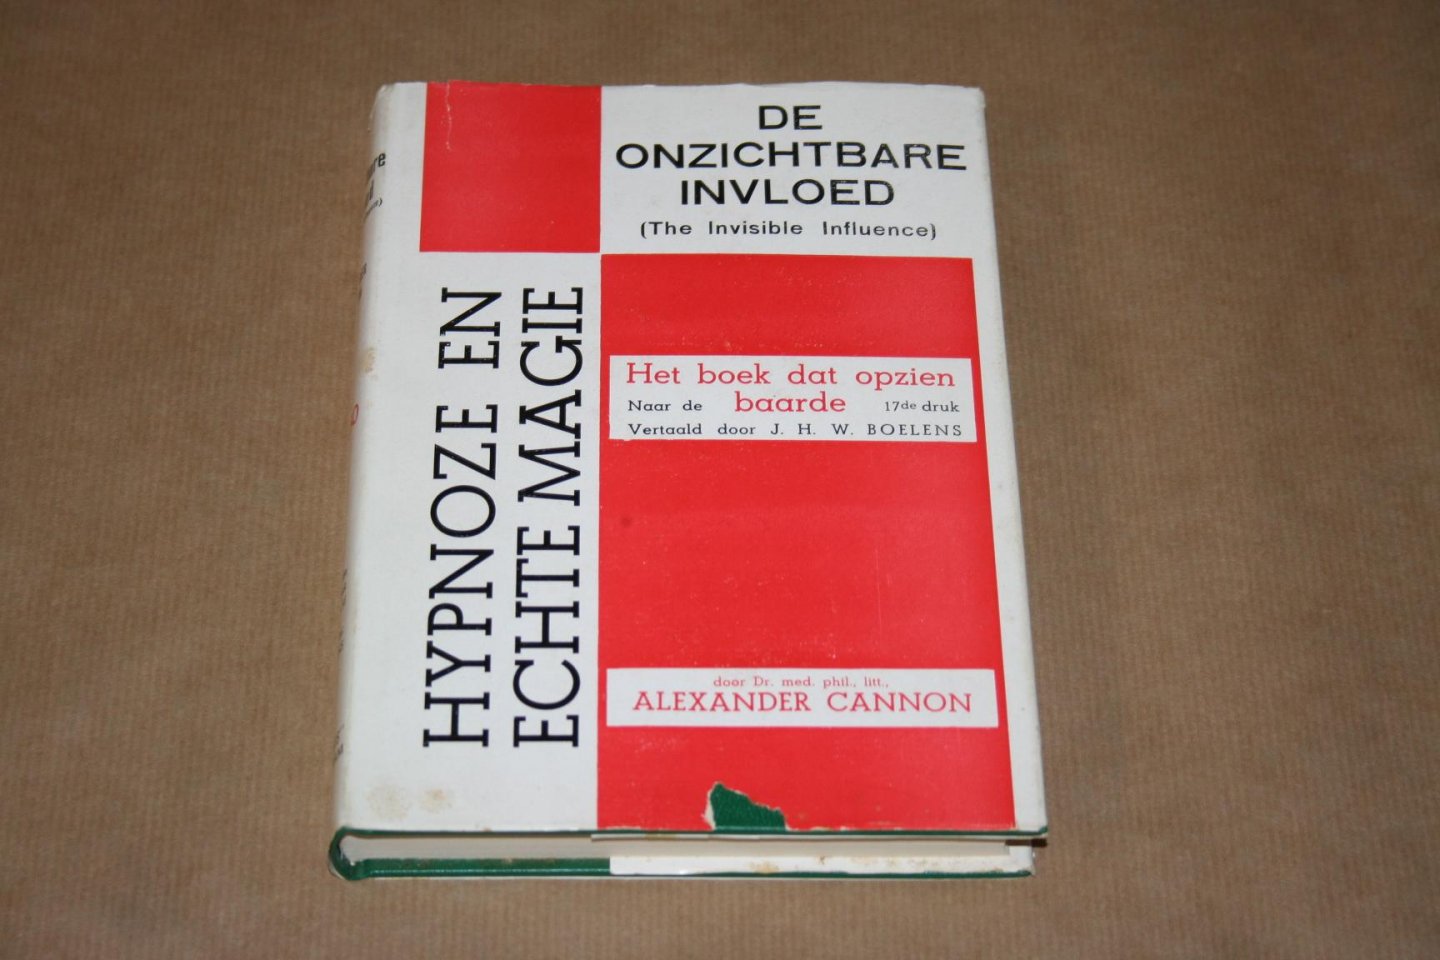 DE
ONZICHTBARE
INVLOED
(The Invisible Influence)
HYPNOZE EN
ECHTE MAGIE
Het boek dat opzien
Naar de baarde 17de druk
Vertaald door J. H. W. BOELENS
door Dr. med. phil., litt.,
ALEXANDER CANNON